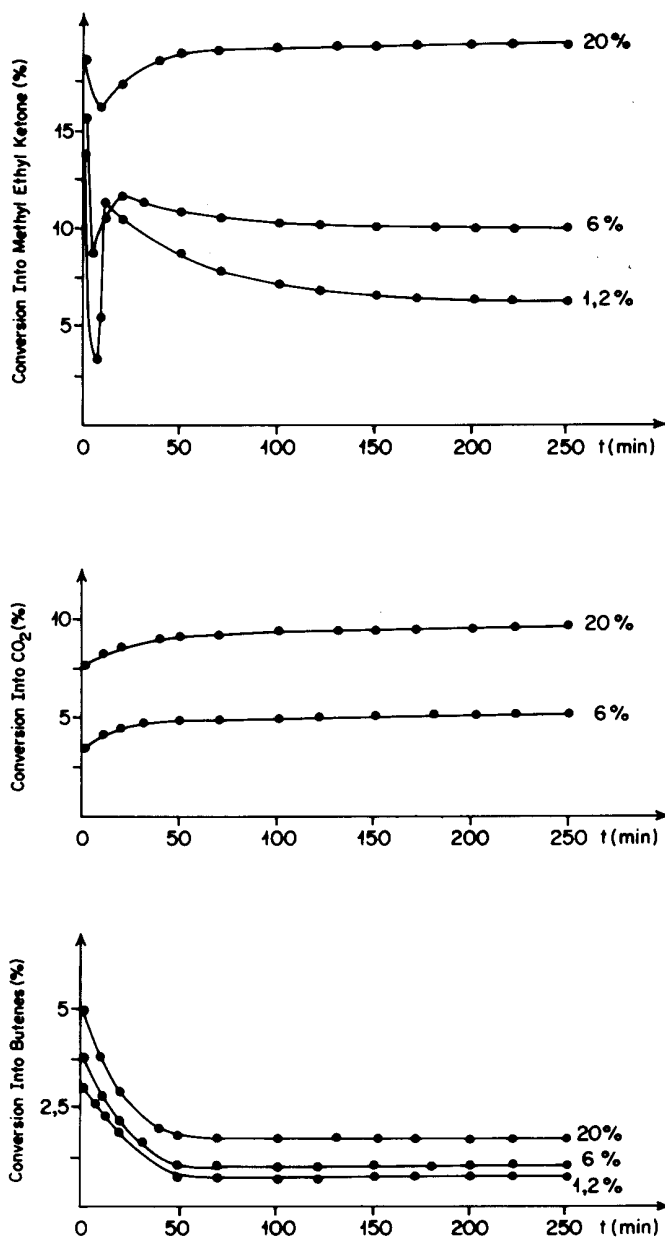 Conversion Into Methyl Ethyl Ketone (%)
15
10
5
20%
6%
1,2%
0 50 100 150 200 250 t(min)
Conversion Into CO2(%)
10
5
20%
6%
0 50 100 150 200 250 t(min)
Conversion Into Butenes (%)
5
2,5
20%
6%
1,2%
0 50 100 150 200 250 t(min)